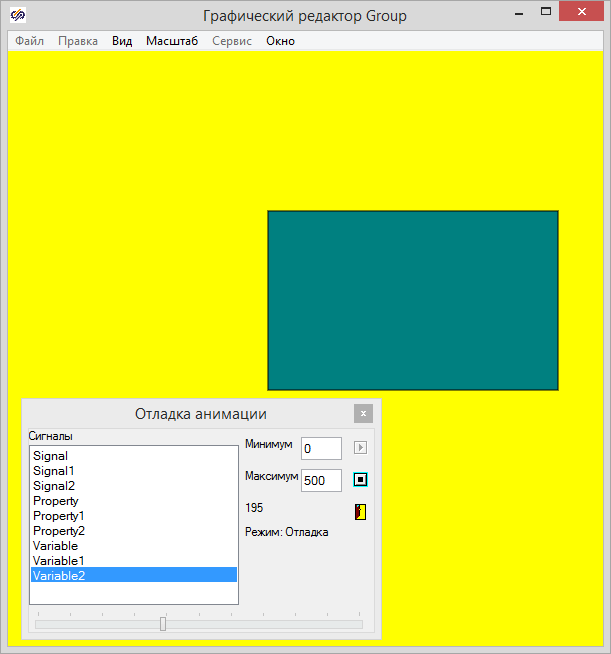 Графический редактор Group
Файл Правка Вид Масштаб Сервис Окно
Отладка анимации
Сигналы
Signal
Signal1
Signal2
Property
Property1
Property2
Variable
Variable1
Variable2
Минимум 0
Максимум 500
195
Режим: Отладка